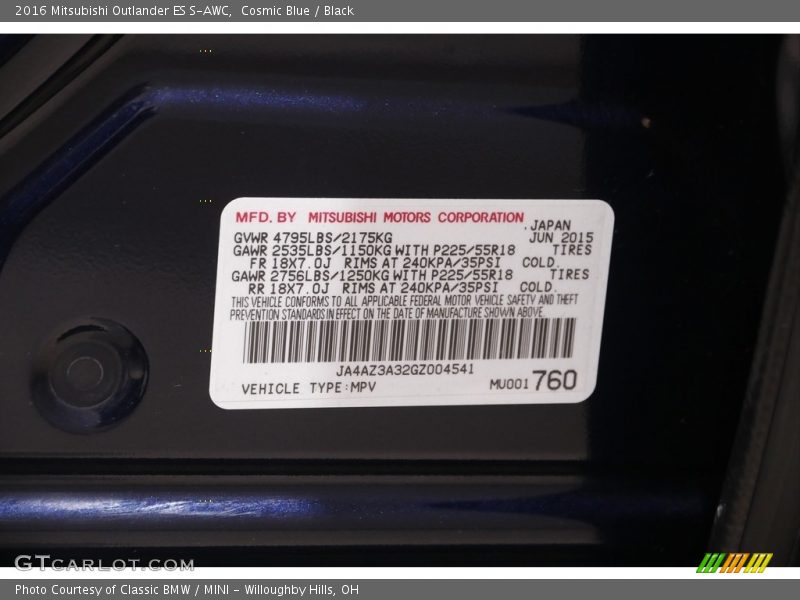 2016 Mitsubishi Outlander ES S-AWC,  Cosmic Blue / Black
MFD. BY  MITSUBISHI MOTORS CORPORATION
, JAPAN
GVWR 4795LBS/2175KG
JUN 2015
GAWR 2535LBS/1150KG WITH P225/55R18 TIRES
FR 18X7.0J  RIMS AT 240KPA/35PSI COLD.
GAWR 2756LBS/1250KG WITH P225/55R18 TIRES
RR 18X7.0J  RIMS AT 240KPA/35PSI COLD.
THIS VEHICLE CONFORMS TO ALL APPLICABLE FEDERAL MOTOR VEHICLE SAFETY AND THEFT
PREVENTION STANDARDS IN EFFECT ON THE DATE OF MANUFACTURE SHOWN ABOVE.
JA4AZ3A32GZ004541
VEHICLE TYPE:MPV
MU001 760
GTCARLOT.COM
Photo Courtesy of Classic BMW / MINI - Willoughby Hills, OH